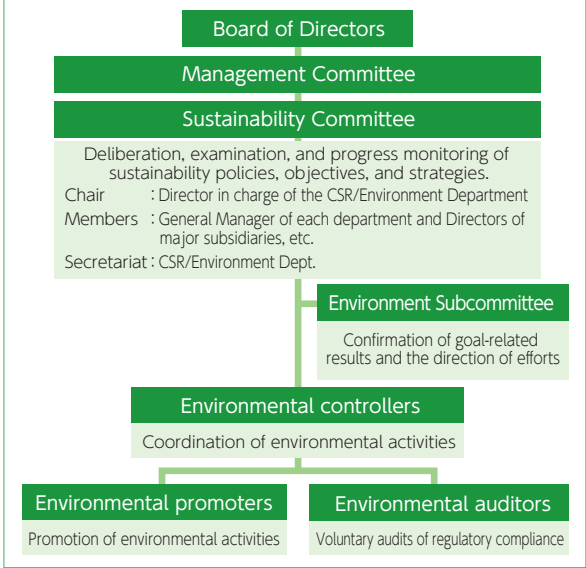 Board of Directors
Management Committee
Sustainability Committee
Deliberation, examination, and progress monitoring of
sustainability policies, objectives, and strategies.
Chair : Director in charge of the CSR/Environment Department
Members : General Manager of each department and Directors of
major subsidiaries, etc.
Secretariat : CSR/Environment Dept.
Environment Subcommittee
Confirmation of goal-related
results and the direction of efforts
Environmental controllers
Coordination of environmental activities
Environmental promoters
Promotion of environmental activities
Environmental auditors
Voluntary audits of regulatory compliance